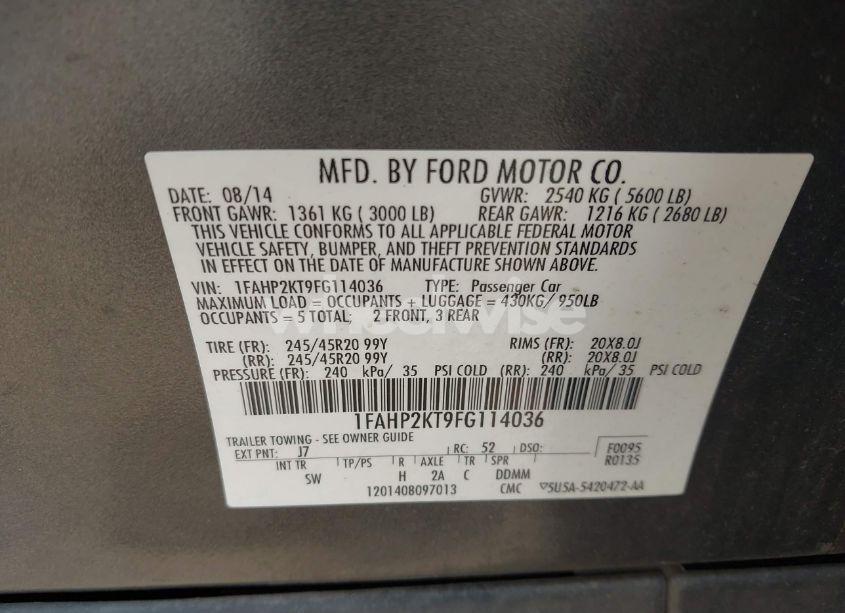 MFD. BY FORD MOTOR CO.
DATE: 08/14 GVWR: 2540 KG ( 5600 LB)
FRONT GAWR: 1361 KG ( 3000 LB) REAR GAWR: 1216 KG ( 2680 LB)
THIS VEHICLE CONFORMS TO ALL APPLICABLE FEDERAL MOTOR
VEHICLE SAFETY, BUMPER, AND THEFT PREVENTION STANDARDS
IN EFFECT ON THE DATE OF MANUFACTURE SHOWN ABOVE.
VIN: 1FAHP2KT9FG114036 TYPE: Passenger Car
MAXIMUM LOAD = OCCUPANTS + LUGGAGE = 430KG/ 950LB
OCCUPANTS = 5 TOTAL; 2 FRONT, 3 REAR
wheelwise
TIRE (FR): 245/45R20 99Y RIMS (FR): 20X8.0J
(RR): 245/45R20 99Y (RR): 20X8.0J
PRESSURE (FR): 240 kPa/ 35 PSI COLD (RR): 240 kPa/ 35 PSI COLD
1FAHP2KT9FG114036
TRAILER TOWING - SEE OWNER GUIDE
EXT PNT: J7 RC: 52 DSO: F0095
R0135
INT TR TP/PS R AXLE TR SPR
SW H 2A C DDMM
1201408097013 CMC ▽5USA-5420472-AA